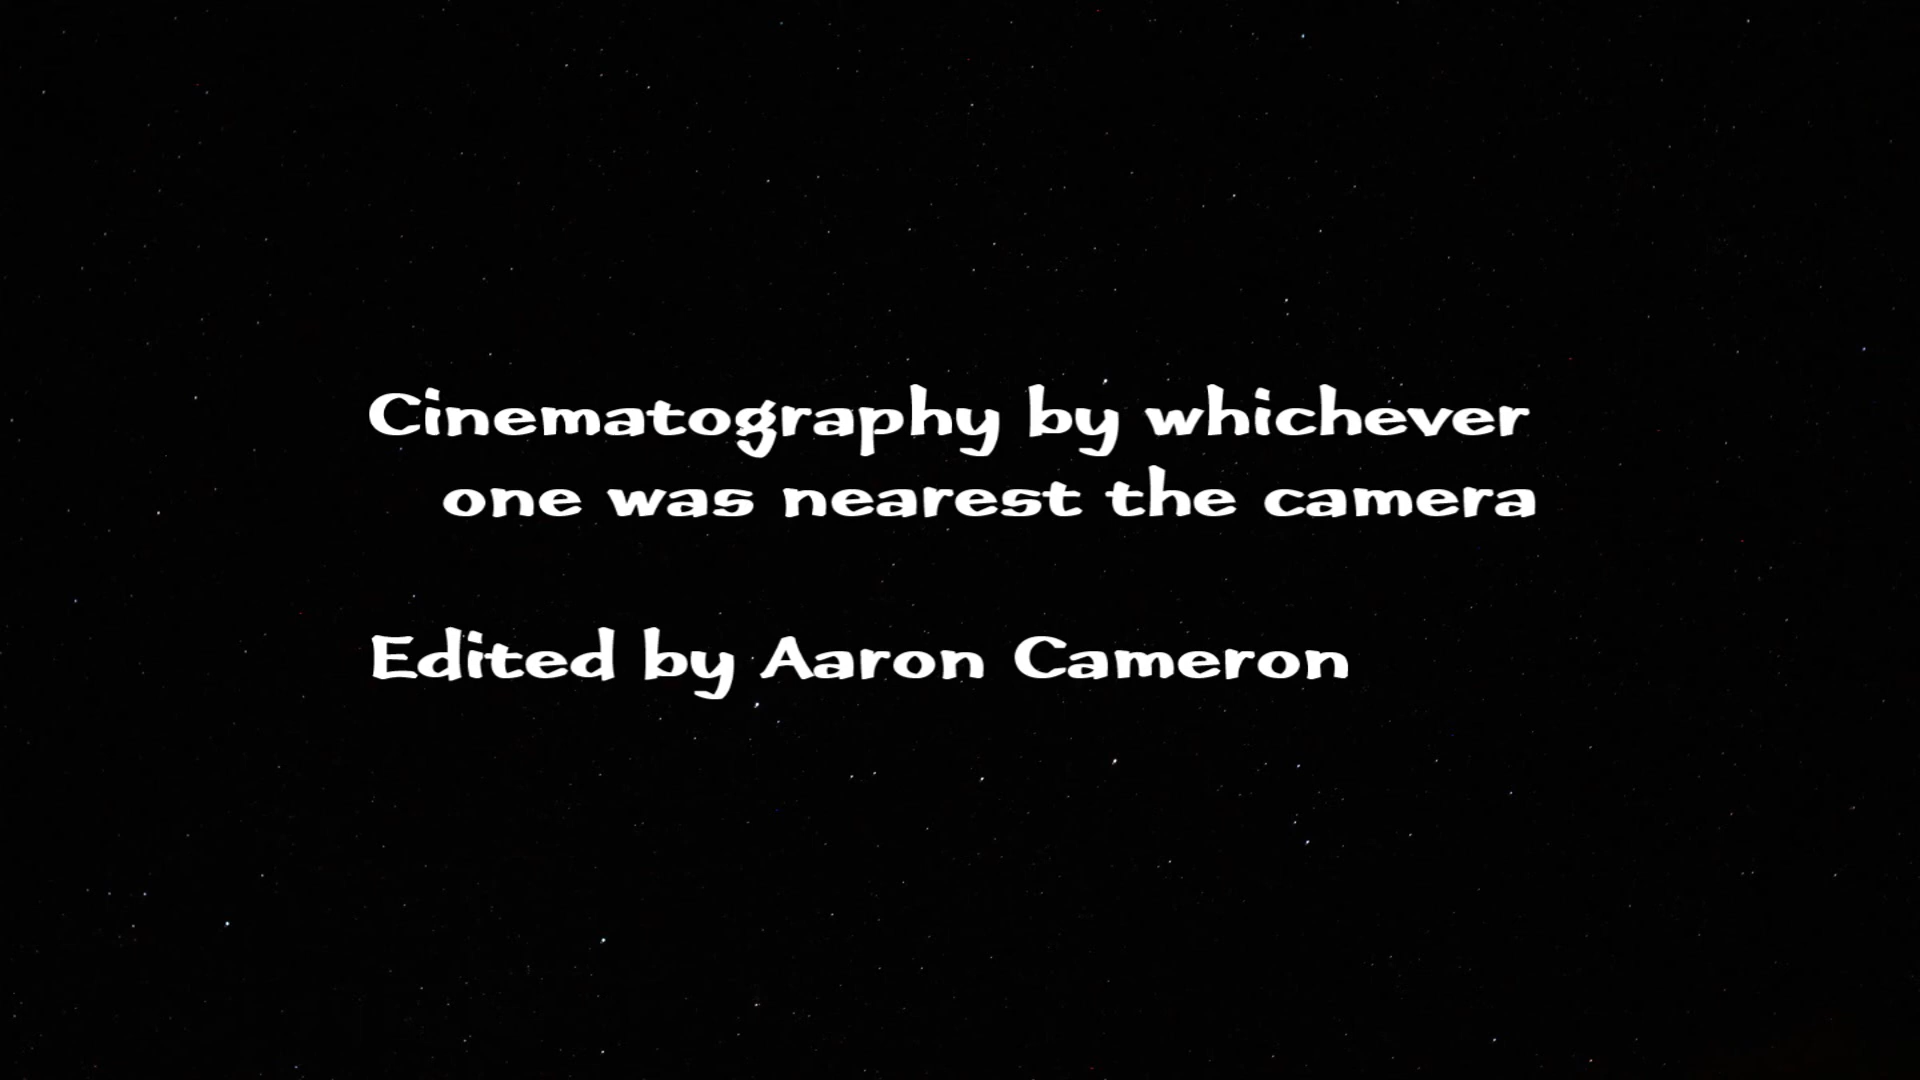 Cinematography by whichever
one was nearest the camera
Edited by Aaron Cameron